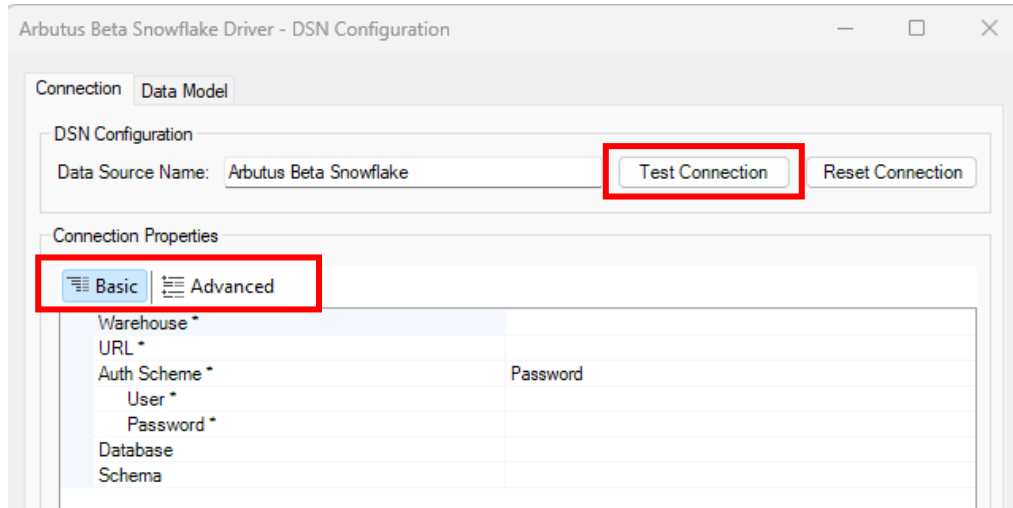 Arbutus Beta Snowflake Driver - DSN Configuration
Connection Data Model
DSN Configuration
Data Source Name: Arbutus Beta Snowflake Test Connection Reset Connection
Connection Properties
Basic Advanced
Warehouse *
URL *
Auth Scheme * Password
User *
Password *
Database
Schema